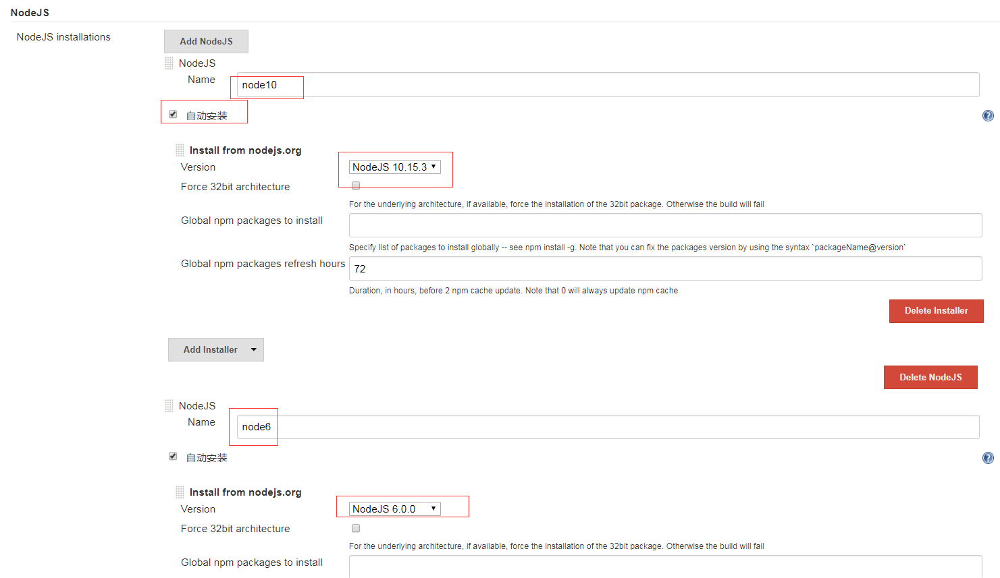 NodeJS
NodeJS installations
Add NodeJS
NodeJS
Name
node10
自动安装
Install from nodejs.org
Version
NodeJS 10.15.3
Force 32bit architecture
For the underlying architecture, if available, force the installation of the 32bit package. Otherwise the build will fail
Global npm packages to install
Specify list of packages to install globally -- see npm install -g. Note that you can fix the packages version by using the syntax `packageName@version`
Global npm packages refresh hours
72
Duration, in hours, before 2 npm cache update. Note that 0 will always update npm cache
Delete Installer
Add Installer
Delete NodeJS
NodeJS
Name
node6
自动安装
Install from nodejs.org
Version
NodeJS 6.0.0
Force 32bit architecture
For the underlying architecture, if available, force the installation of the 32bit package. Otherwise the build will fail
Global npm packages to install